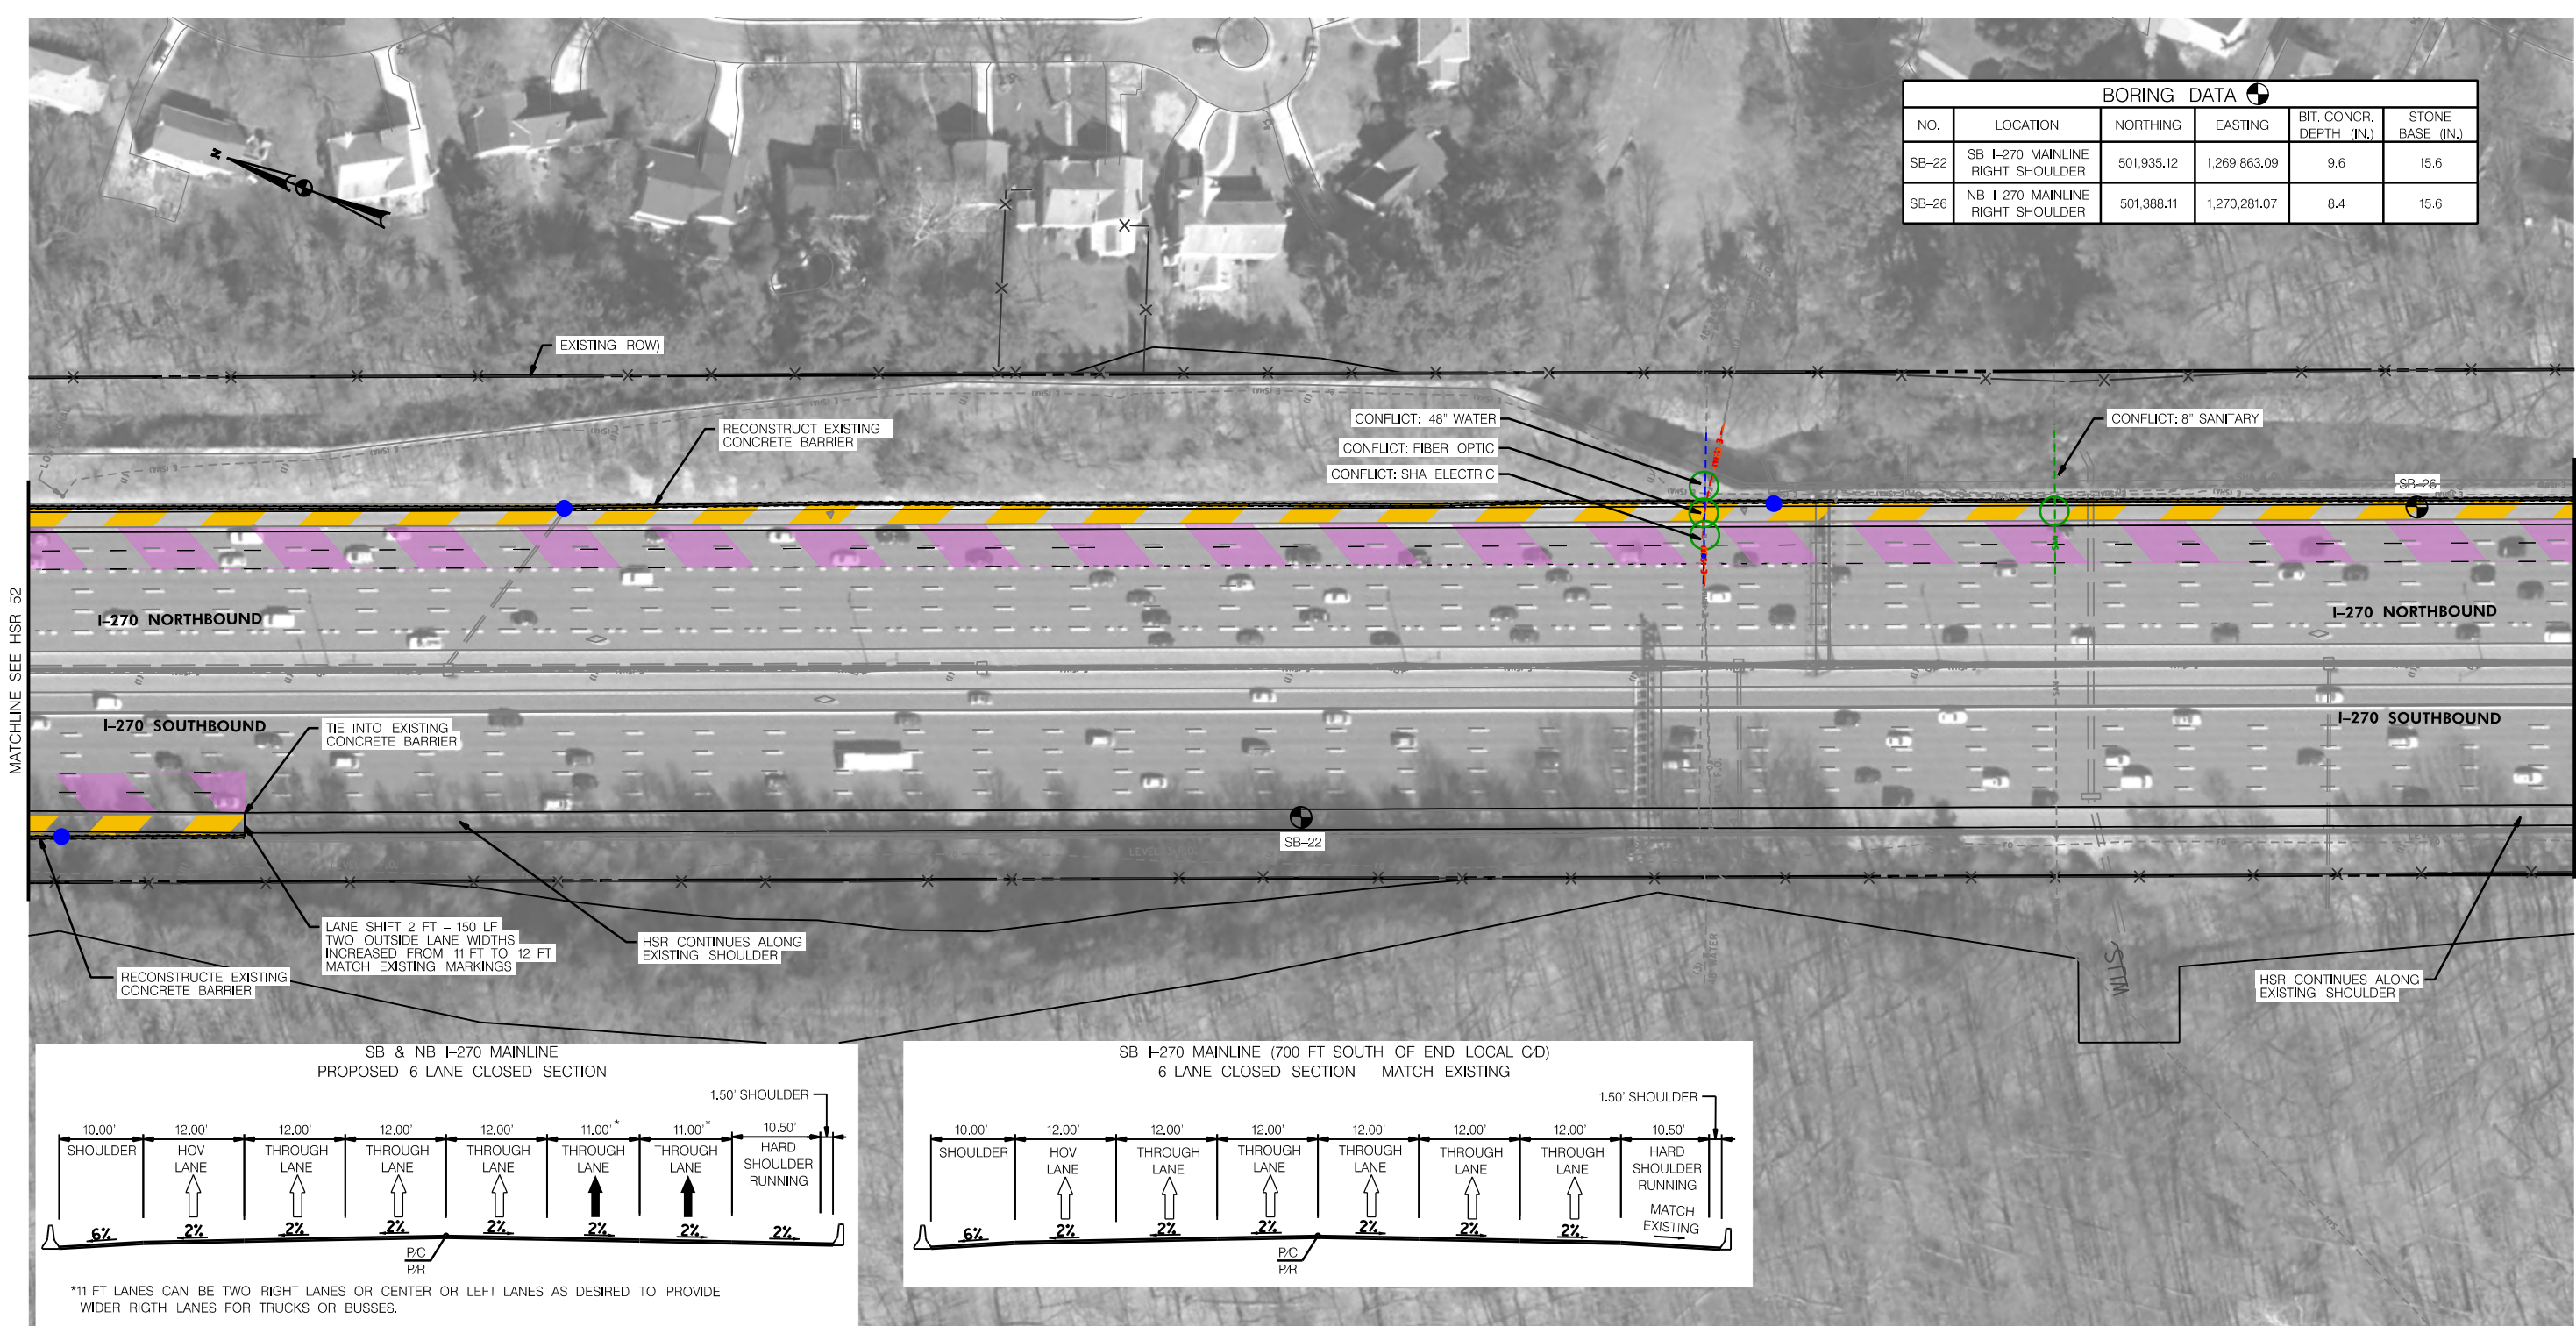 BORING DATA
NO. LOCATION NORTHING EASTING BIT. CONCR. DEPTH (IN.) STONE BASE (IN.)
SB-22 SB I-270 MAINLINE RIGHT SHOULDER 501,935.12 1,269,863.09 9.6 15.6
SB-26 NB I-270 MAINLINE RIGHT SHOULDER 501,388.11 1,270,281.07 8.4 15.6
N
EXISTING ROW)
RECONSTRUCT EXISTING
CONCRETE BARRIER
CONFLICT: 48" WATER
CONFLICT: FIBER OPTIC
CONFLICT: SHA ELECTRIC
CONFLICT: 8" SANITARY
SB-26
SAN
MATCHLINE SEE HSR 52
I-270 NORTHBOUND
I-270 NORTHBOUND
SAN
I-270 SOUTHBOUND
I-270 SOUTHBOUND
TIE INTO EXISTING
CONCRETE BARRIER
SB-22
LANE SHIFT 2 FT - 150 LF
TWO OUTSIDE LANE WIDTHS
INCREASED FROM 11 FT TO 12 FT
MATCH EXISTING MARKINGS
HSR CONTINUES ALONG
EXISTING SHOULDER
RECONSTRUCTE EXISTING
CONCRETE BARRIER
STIM
HSR CONTINUES ALONG
EXISTING SHOULDER
SB & NB I-270 MAINLINE
PROPOSED 6-LANE CLOSED SECTION
1.50' SHOULDER
10.00' 12.00' 12.00' 12.00' 12.00' 11.00'* 11.00'* 10.50'
SHOULDER HOV LANE THROUGH LANE THROUGH LANE THROUGH LANE THROUGH LANE THROUGH LANE HARD SHOULDER RUNNING
6% 2% 2% 2% 2% 2% 2% 2%
P/C
P/R
*11 FT LANES CAN BE TWO RIGHT LANES OR CENTER OR LEFT LANES AS DESIRED TO PROVIDE
WIDER RIGTH LANES FOR TRUCKS OR BUSSES.
SB I-270 MAINLINE (700 FT SOUTH OF END LOCAL C/D)
6-LANE CLOSED SECTION - MATCH EXISTING
1.50' SHOULDER
10.00' 12.00' 12.00' 12.00' 12.00' 12.00' 12.00' 10.50'
SHOULDER HOV LANE THROUGH LANE THROUGH LANE THROUGH LANE THROUGH LANE THROUGH LANE HARD SHOULDER RUNNING
MATCH EXISTING
6% 2% 2% 2% 2% 2% 2%
P/C
P/R